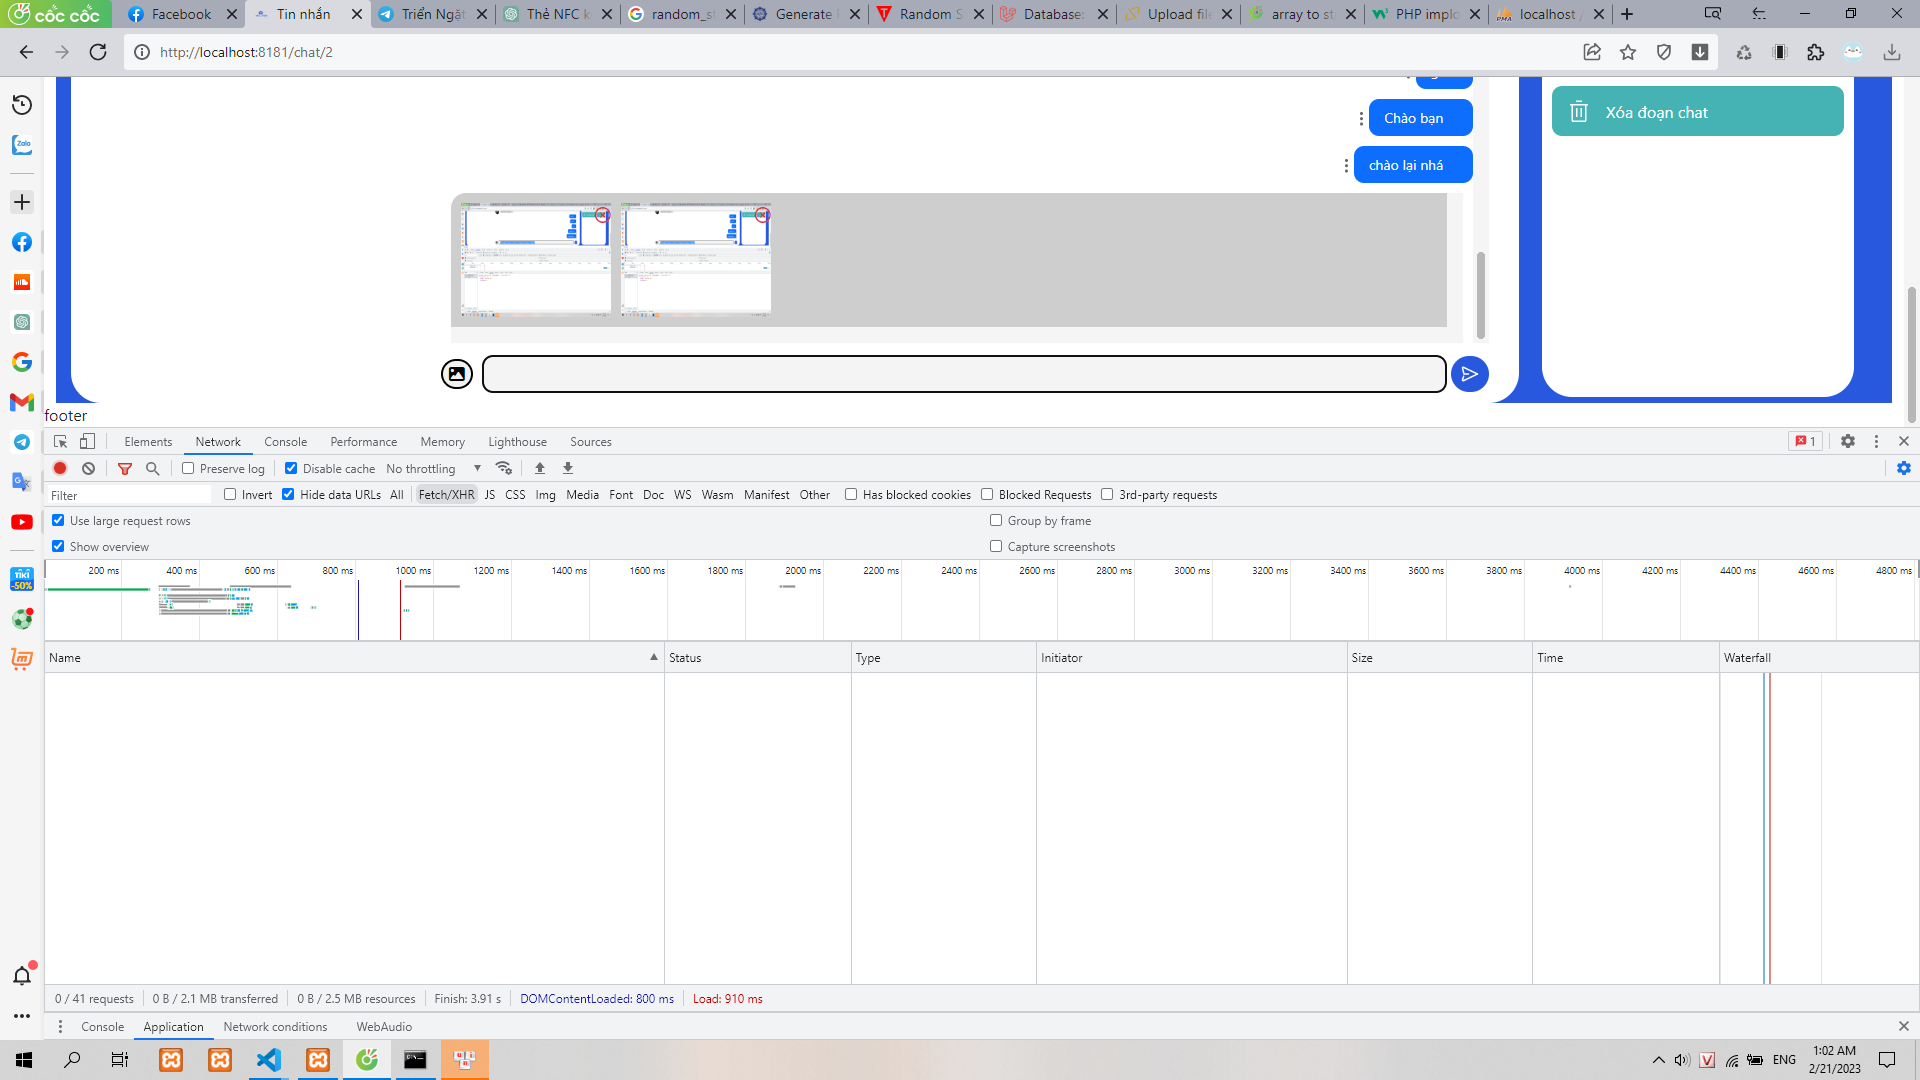 cốc cốc
Facebook
Tin nhắn
Triển Ngặt
Thẻ NFC k
random_st
Generate
Random S
Database:
Upload file
array to st
PHP implo
localhost /
http://localhost:8181/chat/2
Chào bạn
chào lại nhá
Xóa đoạn chat
footer
Elements Network Console Performance Memory Lighthouse Sources
1
Preserve log Disable cache No throttling
Filter Invert Hide data URLs All Fetch/XHR JS CSS Img Media Font Doc WS Wasm Manifest Other Has blocked cookies Blocked Requests 3rd-party requests
Use large request rows Group by frame
Show overview Capture screenshots
200 ms 400 ms 600 ms 800 ms 1000 ms 1200 ms 1400 ms 1600 ms 1800 ms 2000 ms 2200 ms 2400 ms 2600 ms 2800 ms 3000 ms 3200 ms 3400 ms 3600 ms 3800 ms 4000 ms 4200 ms 4400 ms 4600 ms 4800 ms
Name Status Type Initiator Size Time Waterfall
0 / 41 requests 0 B / 2.1 MB transferred 0 B / 2.5 MB resources Finish: 3.91 s DOMContentLoaded: 800 ms Load: 910 ms
Console Application Network conditions WebAudio
Zalo
TIKI
-50%
ENG
1:02 AM
2/21/2023